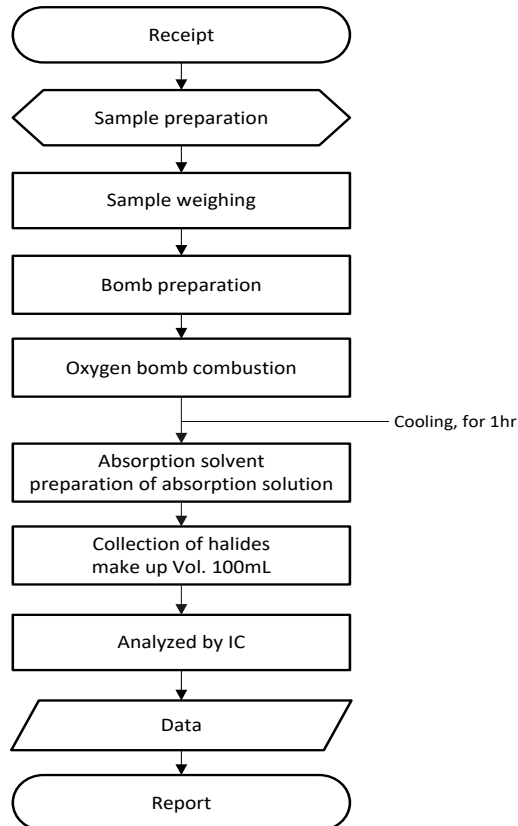 Receipt
Sample preparation
Sample weighing
Bomb preparation
Oxygen bomb combustion
Cooling, for 1hr
Absorption solvent
preparation of absorption solution
Collection of halides
make up Vol. 100mL
Analyzed by IC
Data
Report